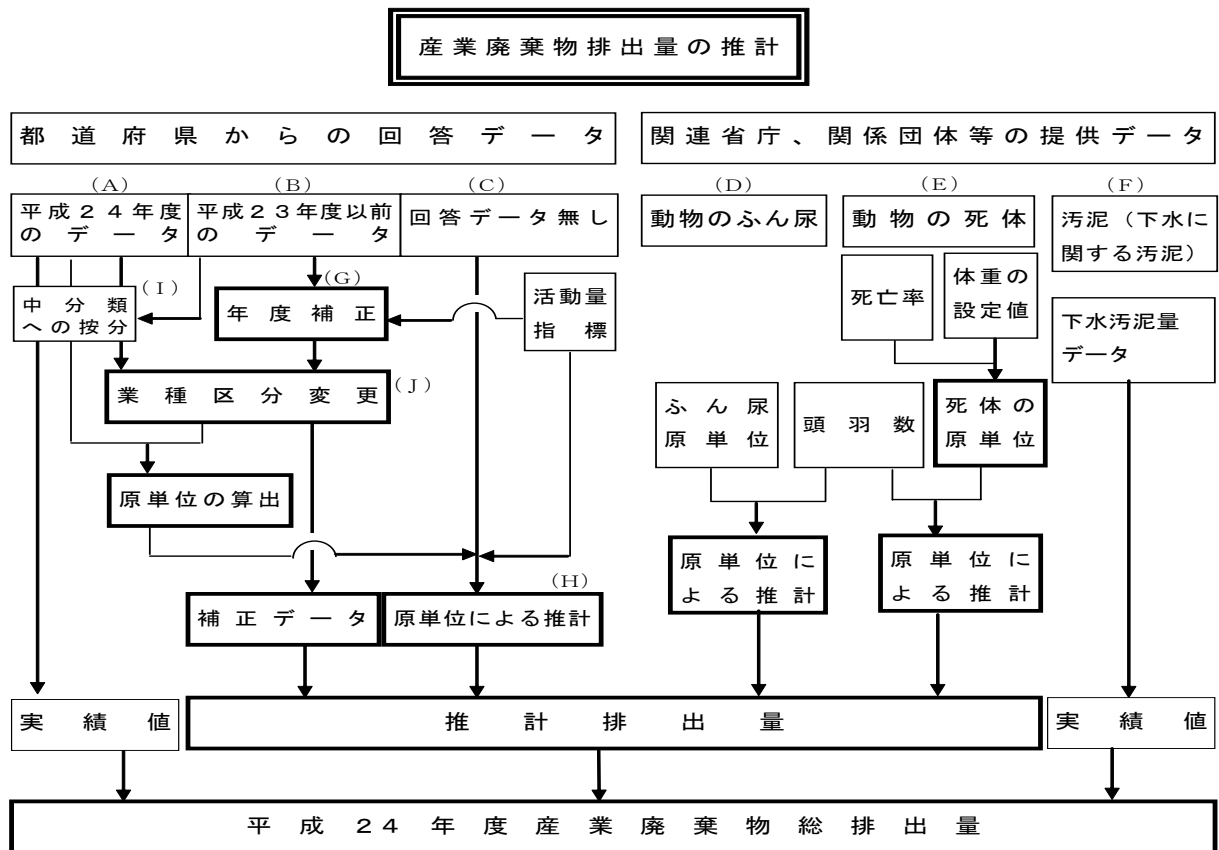 産業廃棄物排出量の推計
都道府県からの回答データ
関連省庁、関係団体等の提供データ
(A)
(B)
(C)
(D)
(E)
(F)
平成24年度
のデータ
平成23年度以前
のデータ
回答データ無し
動物のふん尿
動物の死体
汚泥(下水に
関する汚泥)
(I)
中分類
への按分
(G)
年度補正
活動量
指標
死亡率
体重の
設定値
下水汚泥量
データ
業種区分変更
(J)
ふん尿
原単位
頭羽数
死体の
原単位
原単位の算出
原単位に
よる推計
原単位に
よる推計
(H)
補正データ
原単位による推計
実績値
推計排出量
実績値
平成24年度産業廃棄物総排出量